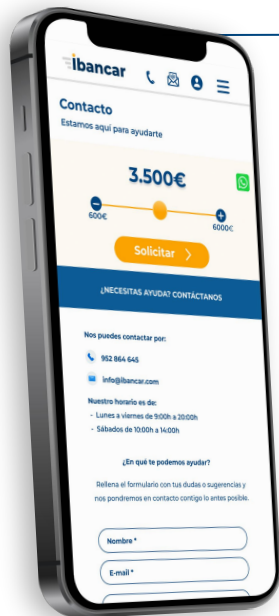 ibancar
Contacto
Estamos aquí para ayudarte
3.500€
600€
6000€
Solicitar
¿NECESITAS AYUDA? CONTÁCTANOS
Nos puedes contactar por:
952 864 645
info@ibancar.com
Nuestro horario es de:
- Lunes a viernes de 9:00h a 20:00h
- Sábados de 10:00h a 14:00h
¿En qué te podemos ayudar?
Rellena el formulario con tus dudas o sugerencias y
nos pondremos en contacto contigo lo antes posible.
Nombre *
E-mail *